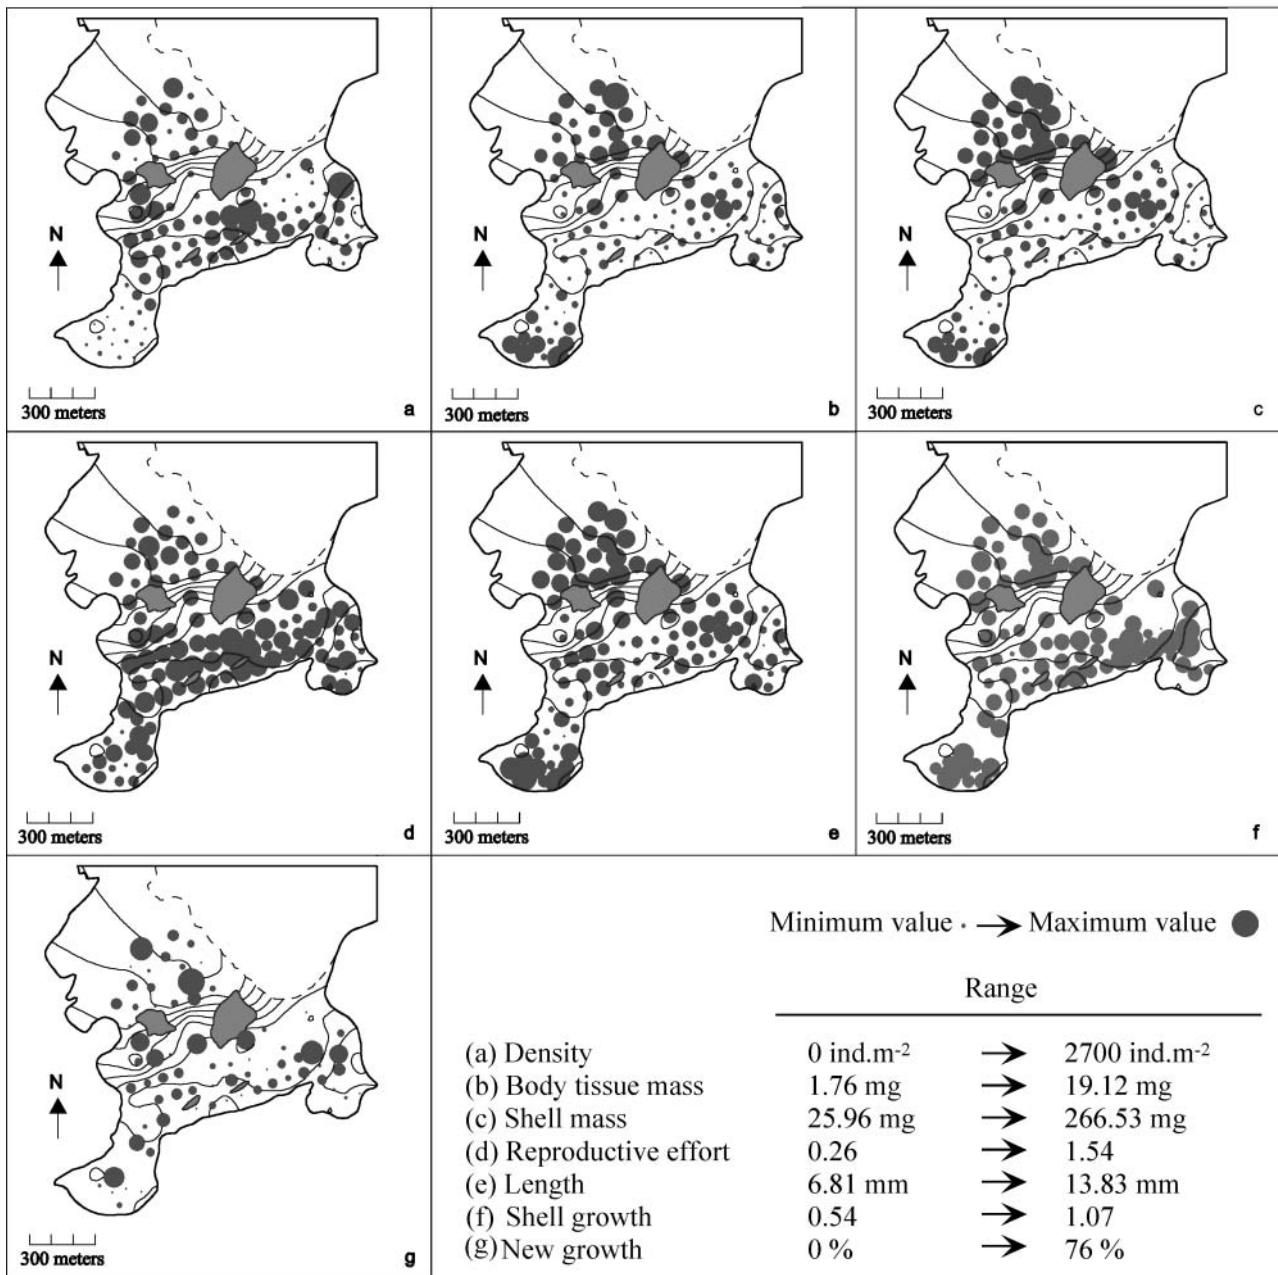 N
300 meters
a
N
300 meters
b
N
300 meters
c
N
300 meters
d
N
300 meters
e
N
300 meters
f
N
300 meters
g
Minimum value → Maximum value
Range
(a) Density 0 ind.m⁻² → 2700 ind.m⁻²
(b) Body tissue mass 1.76 mg → 19.12 mg
(c) Shell mass 25.96 mg → 266.53 mg
(d) Reproductive effort 0.26 → 1.54
(e) Length 6.81 mm → 13.83 mm
(f) Shell growth 0.54 → 1.07
(g) New growth 0 % → 76 %